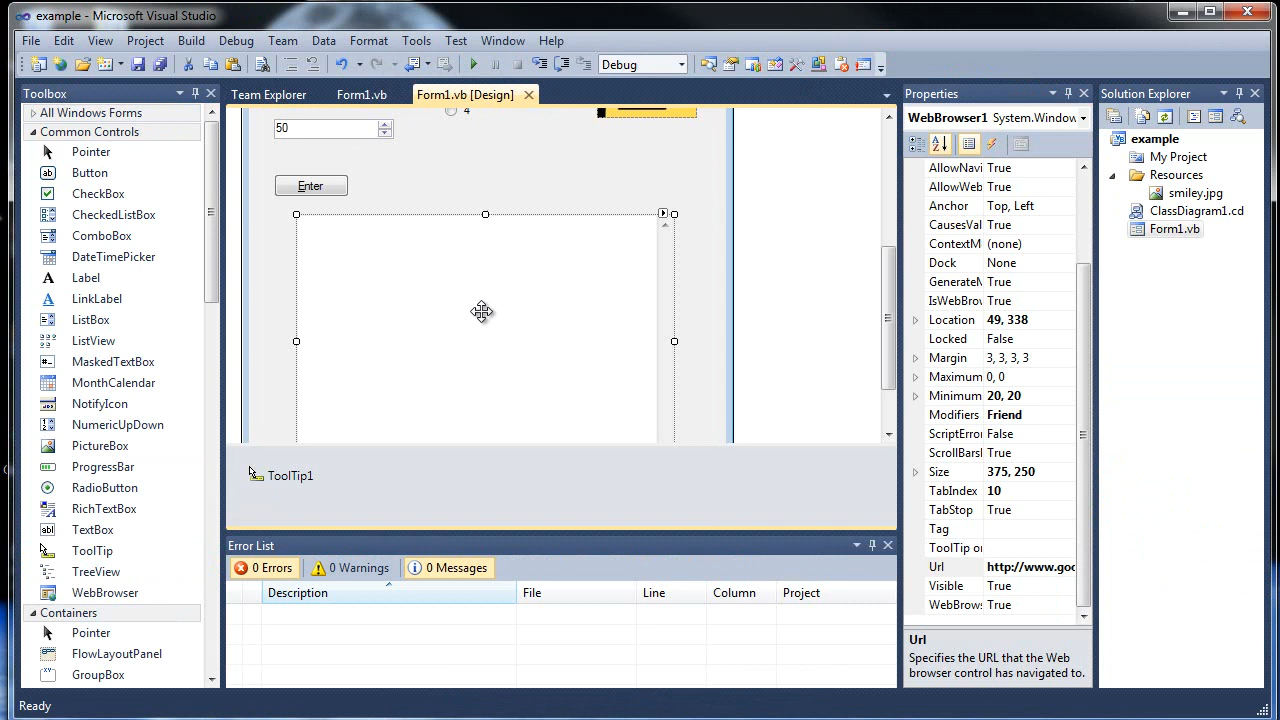 example - Microsoft Visual Studio
File Edit View Project Build Debug Team Data Format Tools Test Window Help
Debug
Toolbox
All Windows Forms
Common Controls
Pointer
Button
CheckBox
CheckedListBox
ComboBox
DateTimePicker
Label
LinkLabel
ListBox
ListView
MaskedTextBox
MonthCalendar
NotifyIcon
NumericUpDown
PictureBox
ProgressBar
RadioButton
RichTextBox
TextBox
ToolTip
TreeView
WebBrowser
Containers
Pointer
FlowLayoutPanel
GroupBox
Team Explorer Form1.vb Form1.vb [Design]
4
50
Enter
ToolTip1
Error List
0 Errors 0 Warnings 0 Messages
Description File Line Column Project
Properties
WebBrowser1 System.Window
AllowNavi True
AllowWeb True
Anchor Top, Left
CausesVal True
ContextM (none)
Dock None
GenerateN True
IsWebBrow True
Location 49, 338
Locked False
Margin 3, 3, 3, 3
Maximum 0, 0
Minimum 20, 20
Modifiers Friend
ScriptError False
ScrollBars True
Size 375, 250
TabIndex 10
TabStop True
Tag
ToolTip or
Url http://www.goo
Visible True
WebBrows True
Url
Specifies the URL that the Web
browser control has navigated to.
Solution Explorer
example
My Project
Resources
smiley.jpg
ClassDiagram1.cd
Form1.vb
Ready